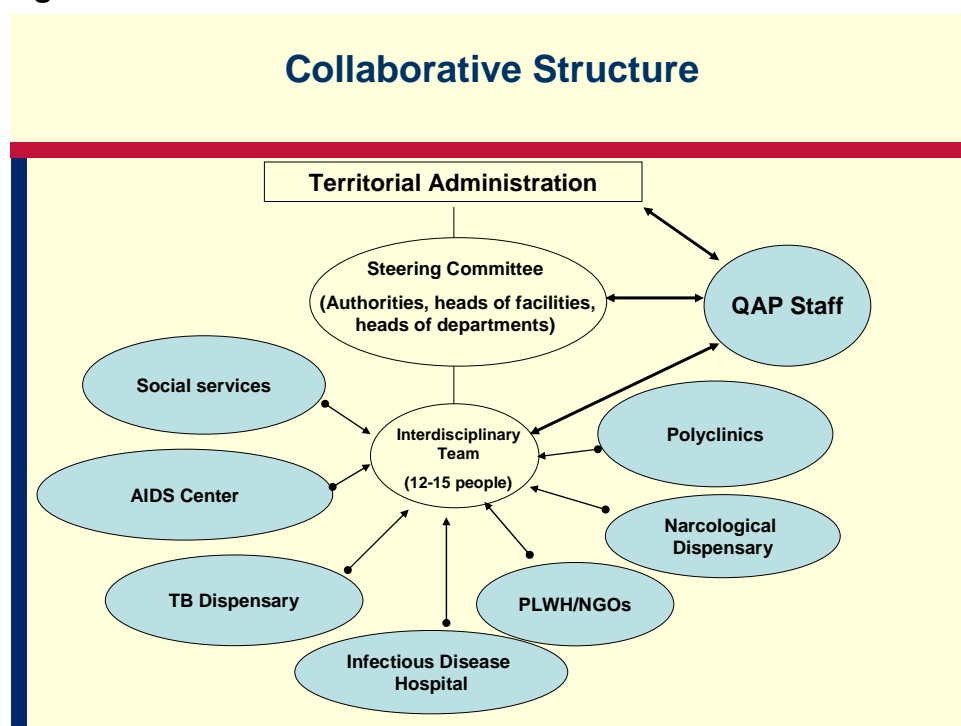 Collaborative Structure
Territorial Administration
Steering Committee
(Authorities, heads of facilities,
heads of departments)
QAP Staff
Social services
Interdisciplinary
Team
(12-15 people)
Polyclinics
AIDS Center
Narcological
Dispensary
TB Dispensary
PLWH/NGOs
Infectious Disease
Hospital